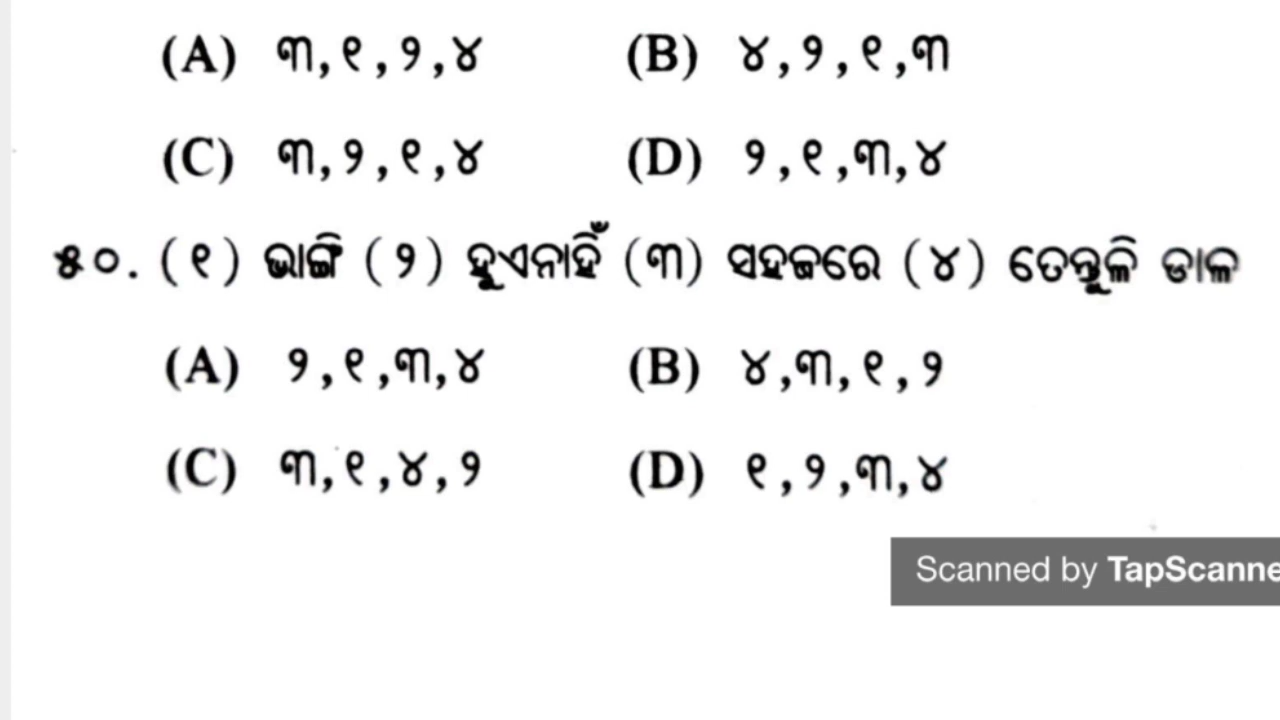 (A) ୩,୧,୨,୪ (B) ୪,୨,୧,୩
(C) ୩,୨,୧,୪ (D) ୨,୧,୩,୪
୫୦. (୧) ଭାଙ୍ଗି (୨) ହୁଏନାହିଁ (୩) ସହଜରେ (୪) ତେନ୍ତୁଳି ଡାଳ
(A) ୨,୧,୩,୪ (B) ୪,୩,୧,୨
(C) ୩,୧,୪,୨ (D) ୧,୨,୩,୪
Scanned by TapScanne